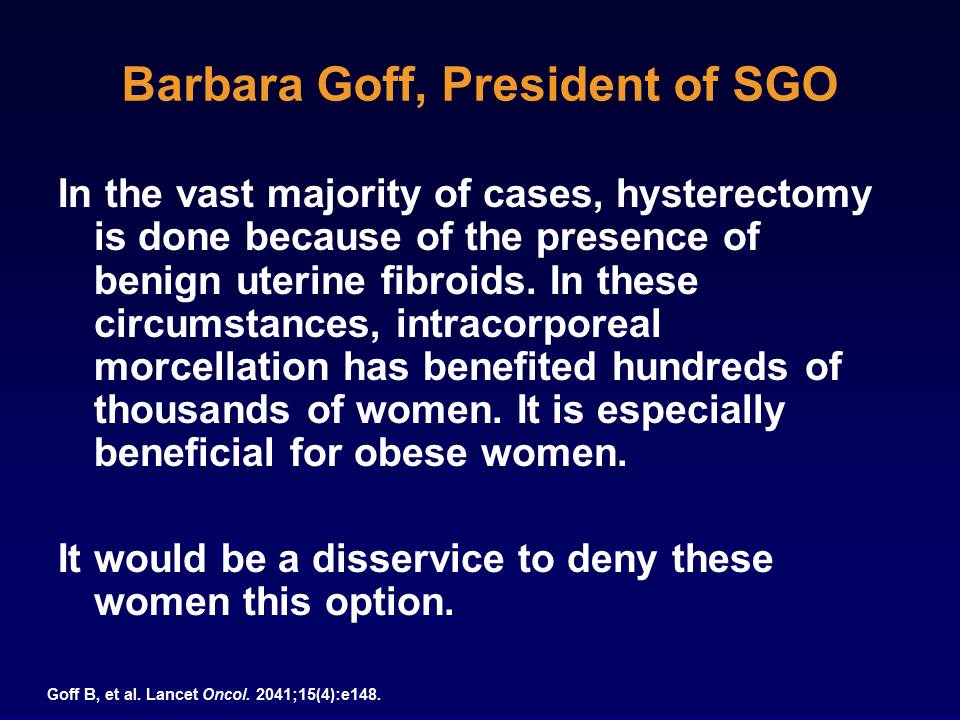 Barbara Goff, President of SGO
In the vast majority of cases, hysterectomy
is done because of the presence of
benign uterine fibroids. In these
circumstances, intracorporeal
morcellation has benefited hundreds of
thousands of women. It is especially
beneficial for obese women.
It would be a disservice to deny these
women this option.
Goff B, et al. Lancet Oncol. 2041;15(4):e148.